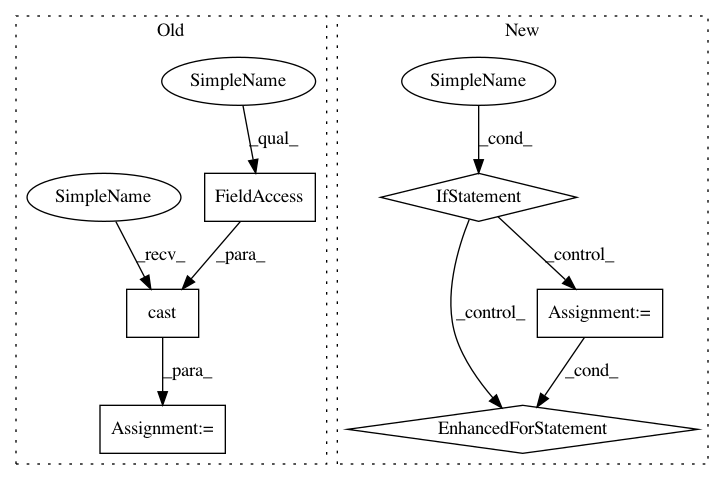 Old
New
SimpleName
SimpleName
_qual_
_cond_
SimpleName
FieldAccess
IfStatement
_recv_
_para_
_control_
cast
_control_
Assignment:=
_para_
_cond_
Assignment:=
EnhancedForStatement